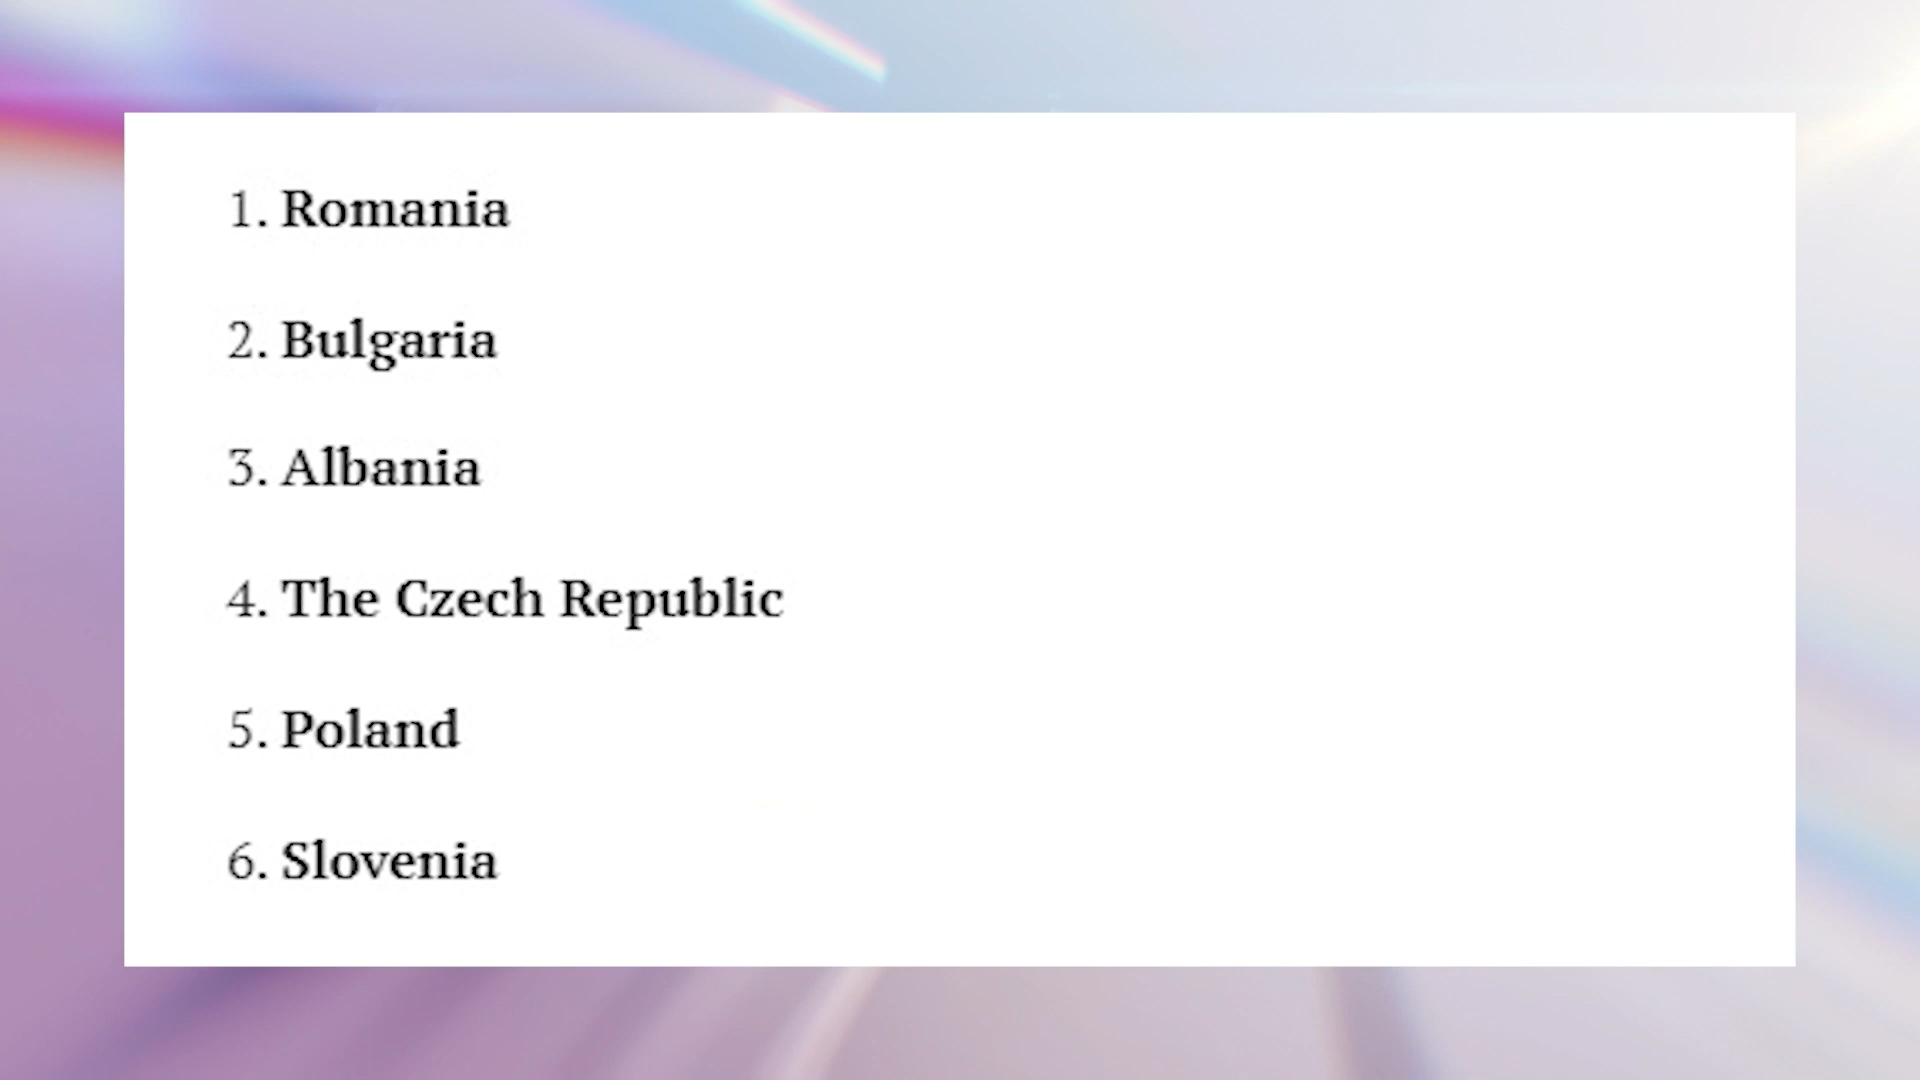 1. Romania
2. Bulgaria
3. Albania
4. The Czech Republic
5. Poland
6. Slovenia